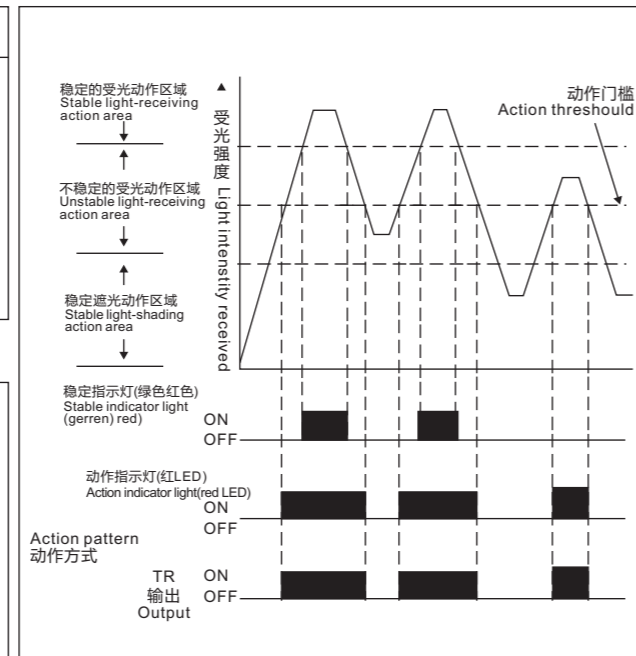 稳定的受光动作区域
Stable light-receiving
action area
不稳定的受光动作区域
Unstable light-receiving
action area
稳定遮光动作区域
Stable light-shading
action area
受光强度 Light intenstity received
动作门槛
Action threshould
稳定指示灯(绿色红色)
Stable indicator light
(gerren) red)
ON
OFF
动作指示灯(红LED)
Action indicator light(red LED)
ON
OFF
Action pattern
动作方式
TR
输出
Output
ON
OFF